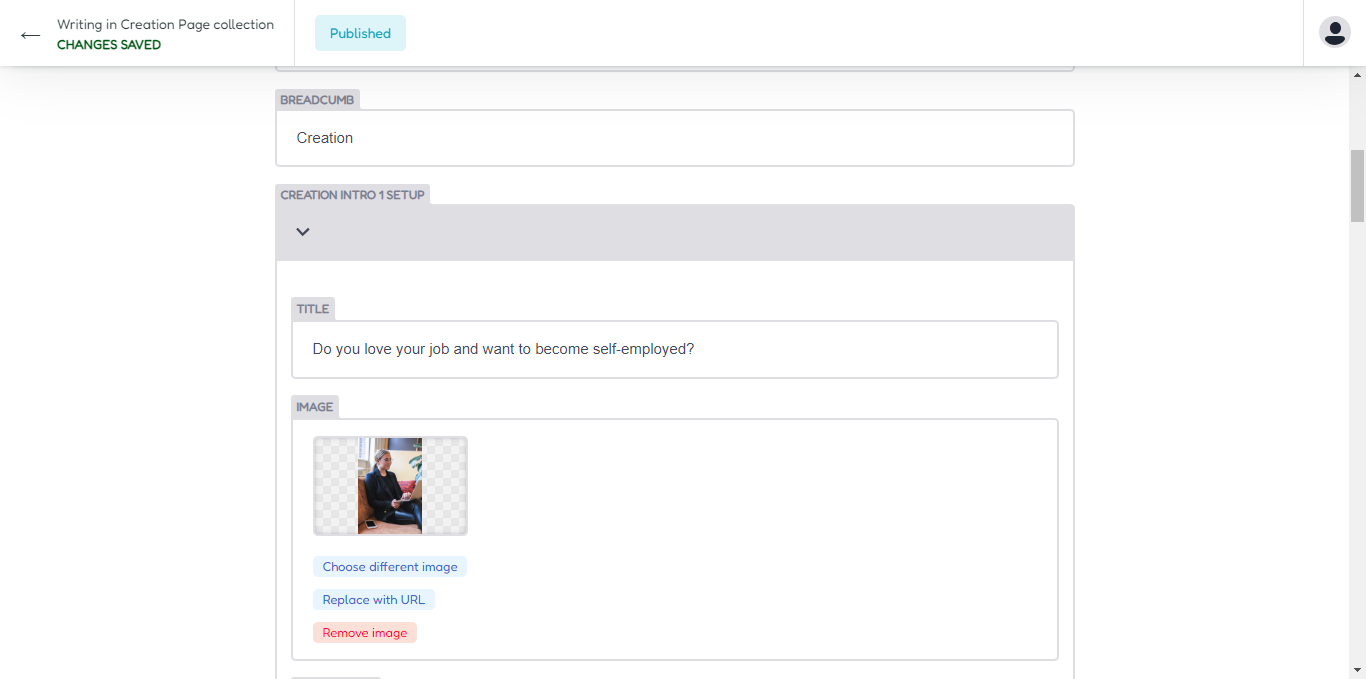 Writing in Creation Page collection
CHANGES SAVED
Published
BREADCUMB
Creation
CREATION INTRO 1 SETUP
TITLE
Do you love your job and want to become self-employed?
IMAGE
Choose different image
Replace with URL
Remove image